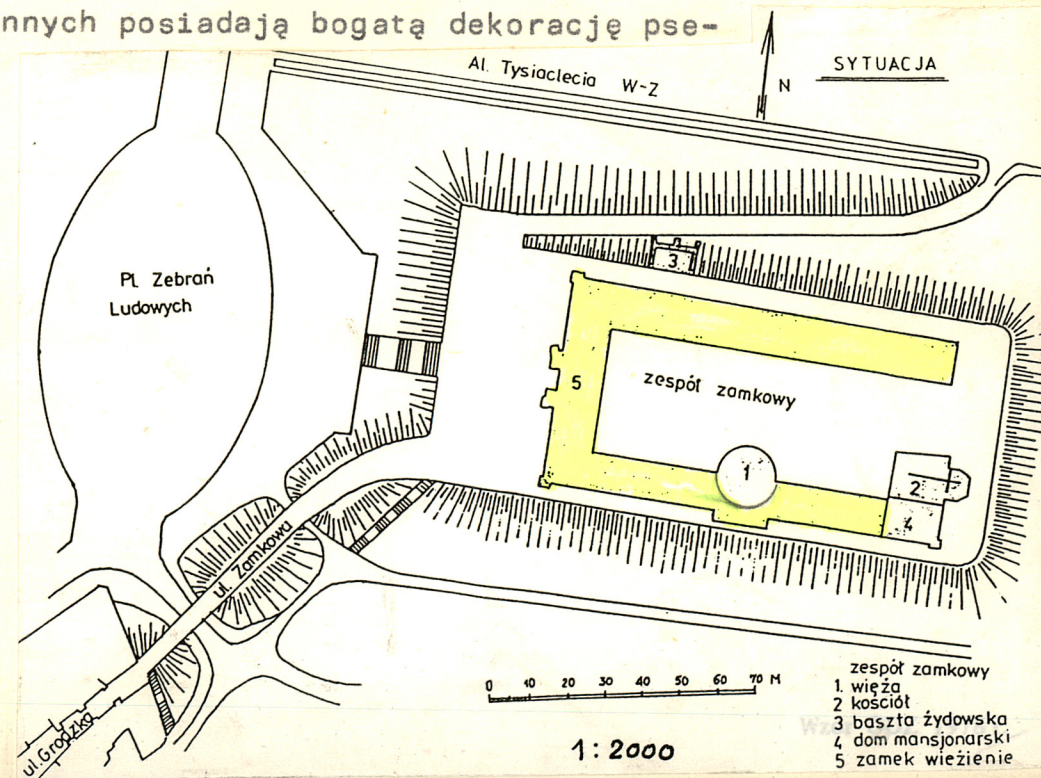 nnych posiadają bogatą dekorację pse-
SYTUACJA
Al. Tysiaclecia W-Z
N
Pl. Zebrań
Ludowych
3
5
zespół zamkowy
1
2
4
ul. Zamkowa
ul. Grodzka
0 10 20 30 40 50 60 70 M
1:2000
zespół zamkowy
1. więża
2 kościół
3 baszta żydowska
4 dom mansjonarski
5 zamek wieżienie